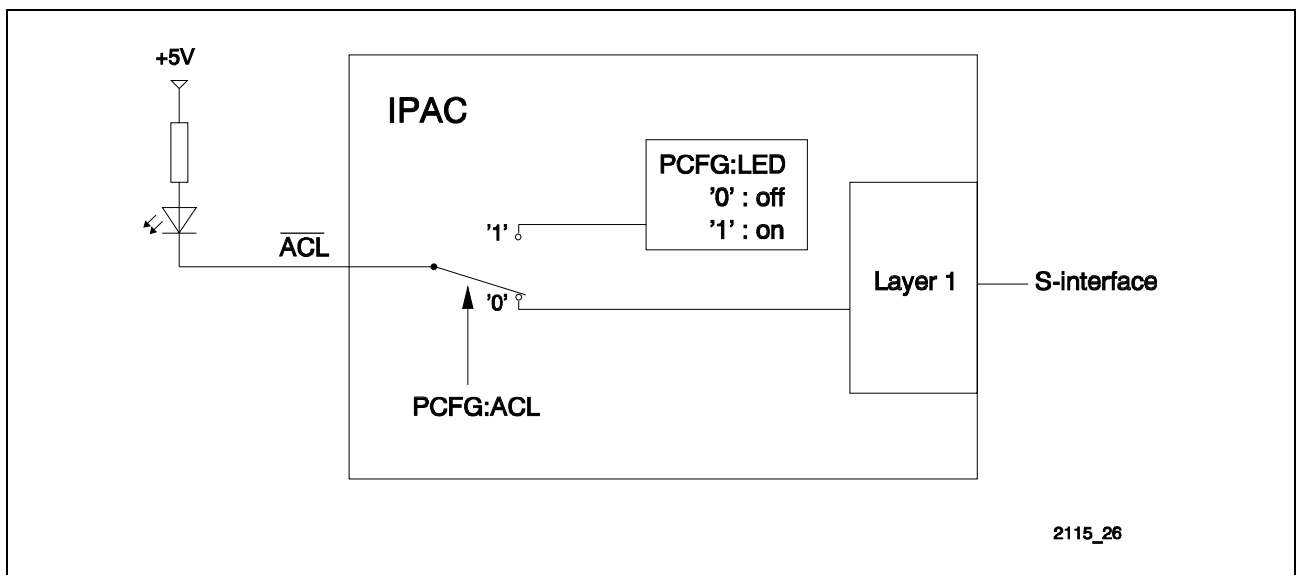 +5V
IPAC
PCFG:LED
'0' : off
'1' : on
'1'
ACL
'0'
Layer 1
S-interface
PCFG:ACL
2115_26